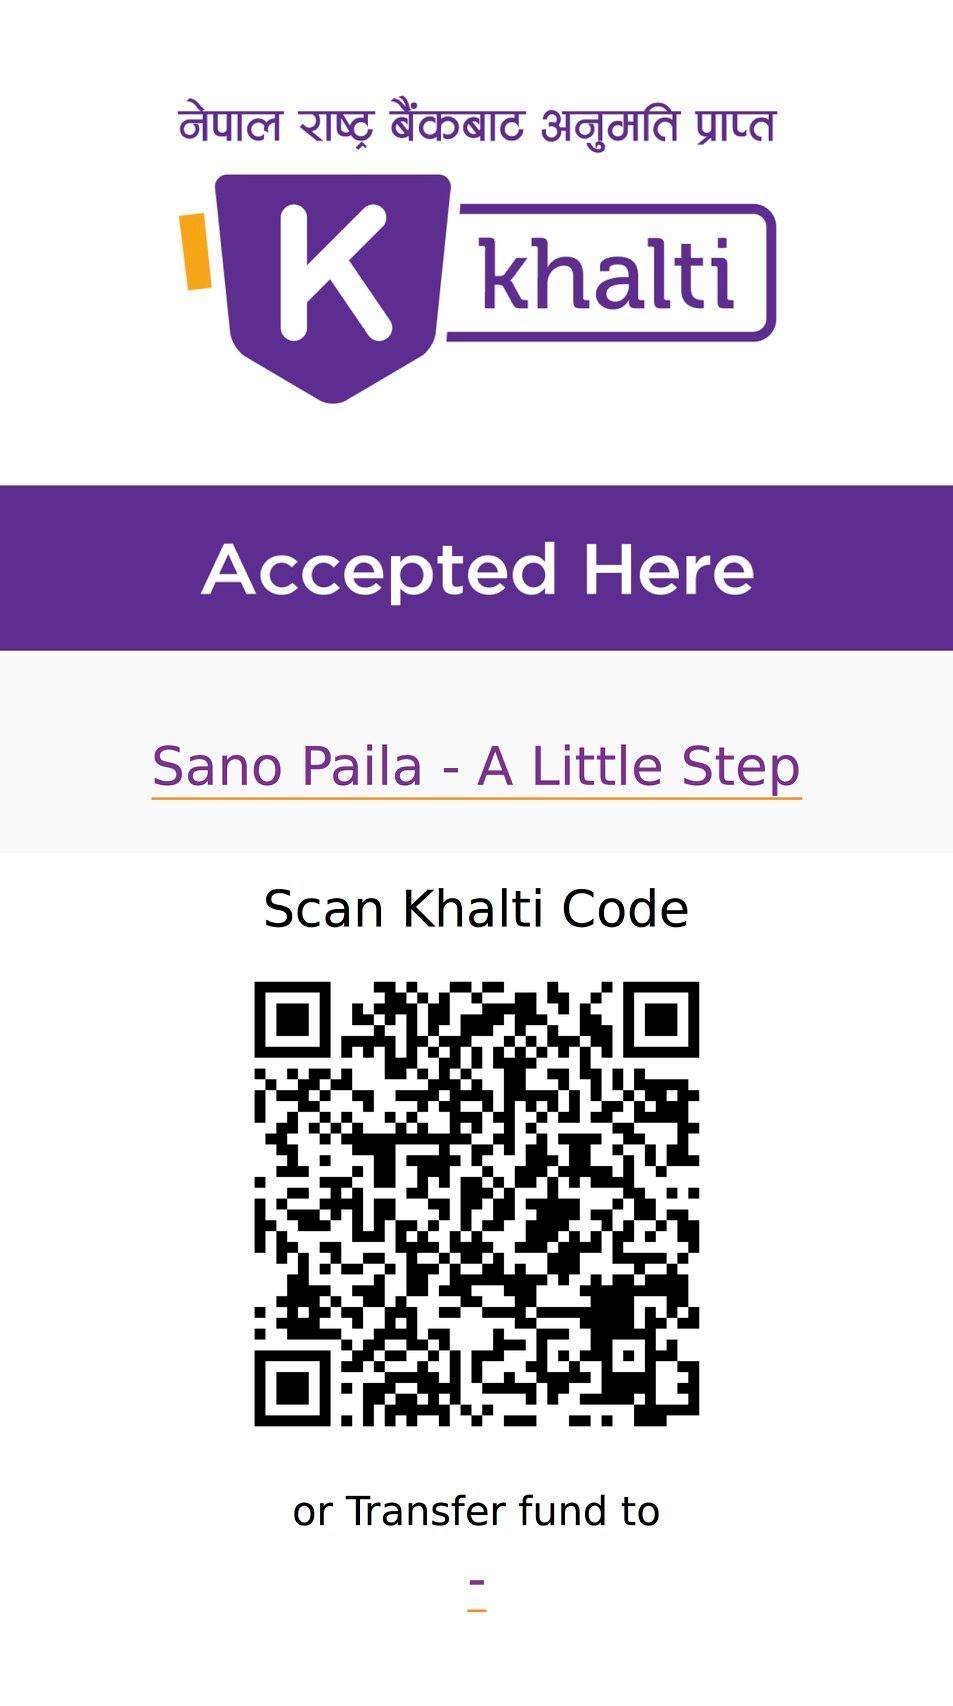 नेपाल राष्ट्र बैंकबाट अनुमति प्राप्त
K khalti
Accepted Here
Sano Paila - A Little Step
Scan Khalti Code
or Transfer fund to
-